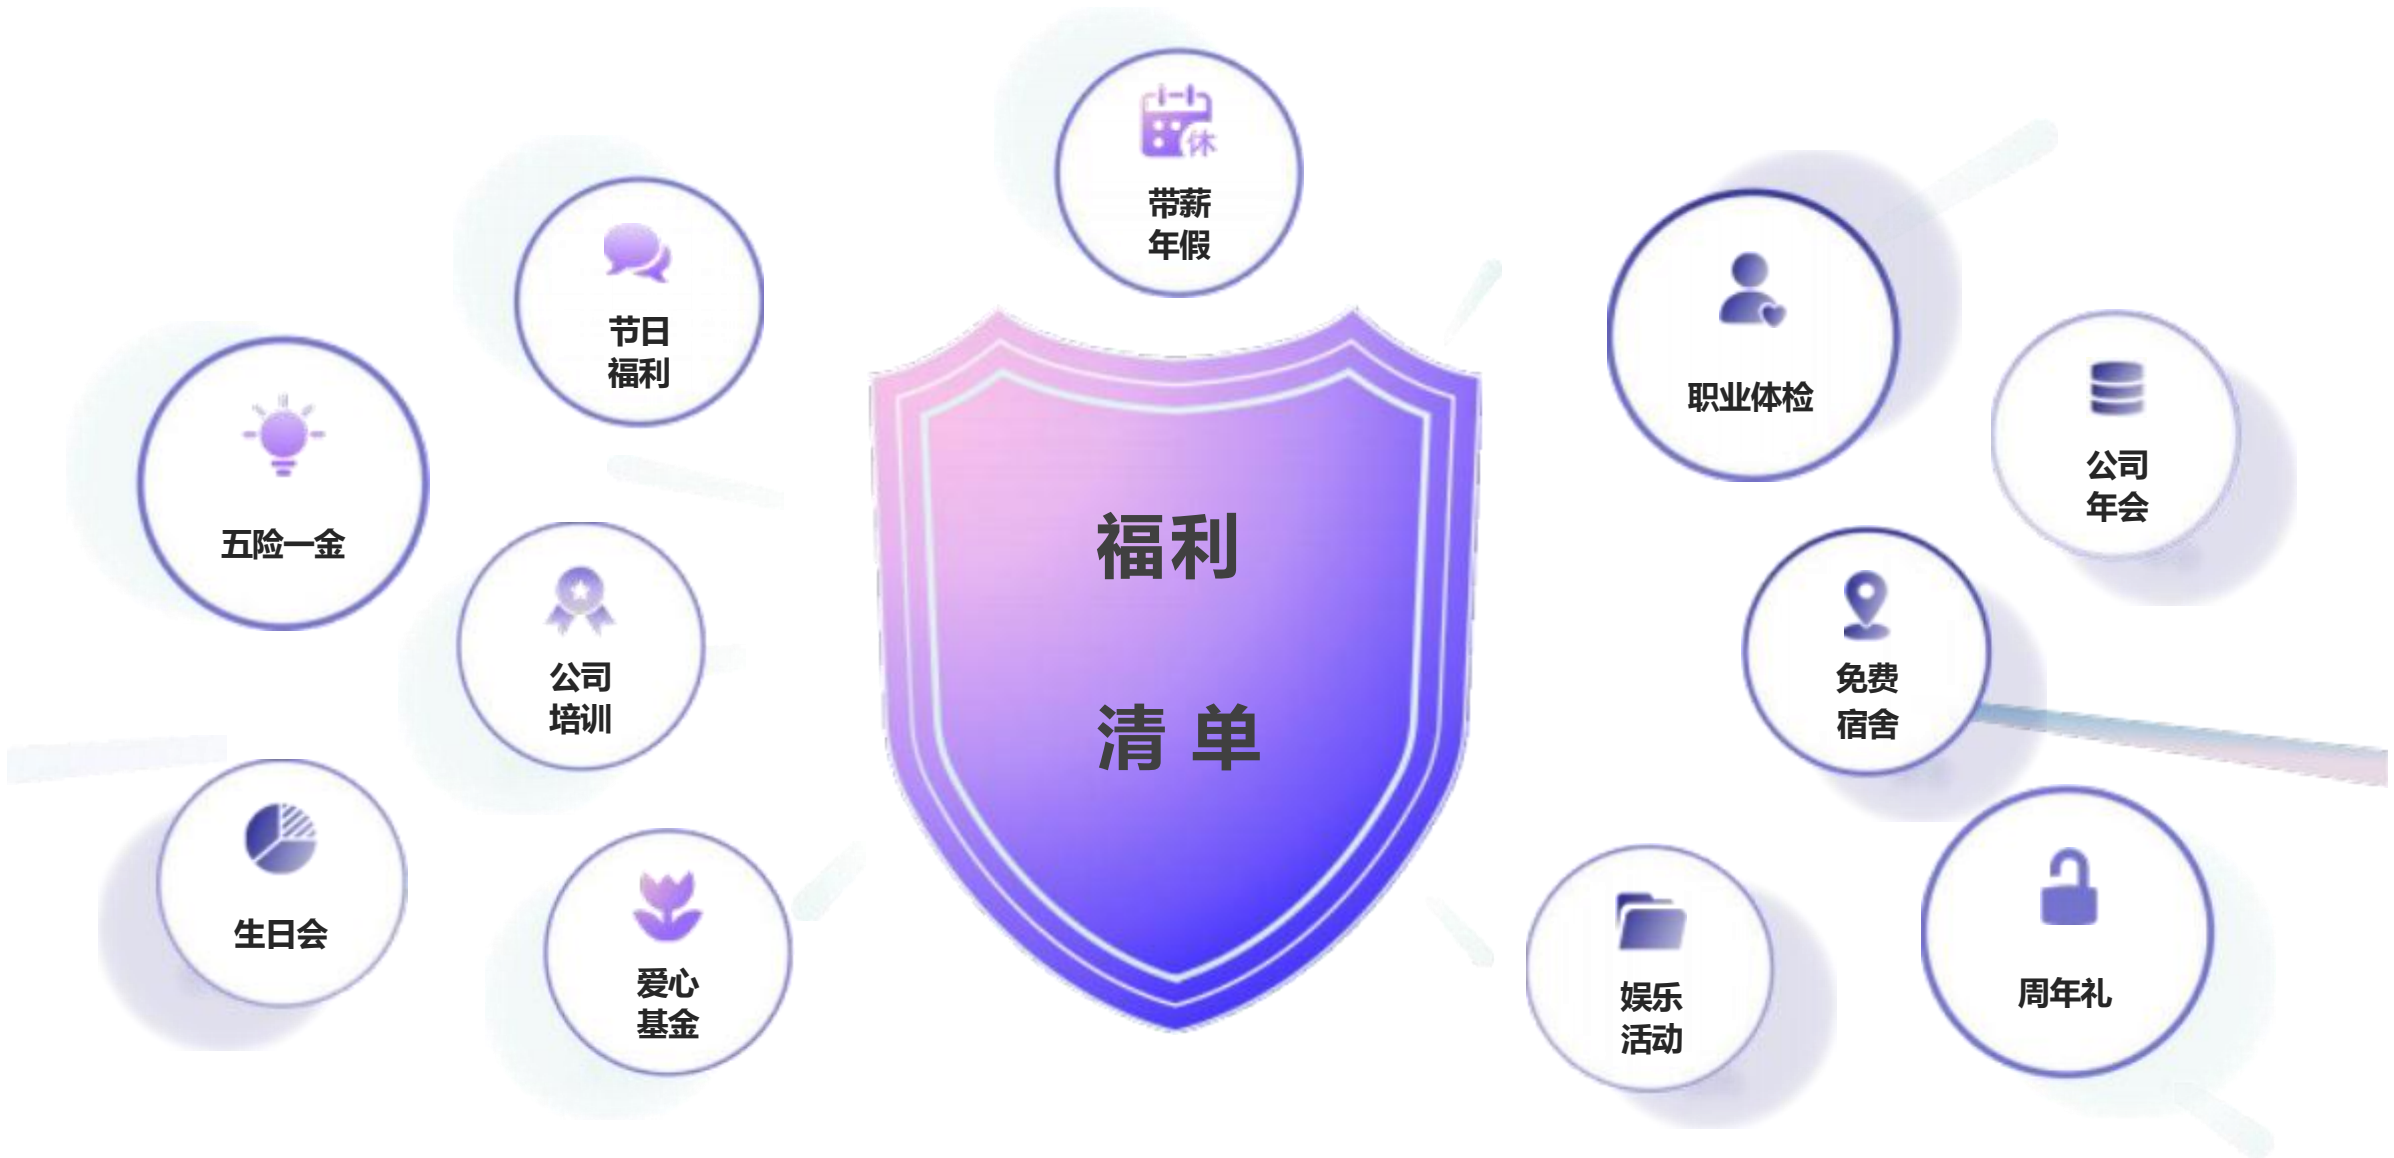 休
带薪
年假
节日
福利
五险一金
公司
培训
生日会
爱心
基金
福利
清 单
职业体检
公司
年会
免费
宿舍
娱乐
活动
周年礼